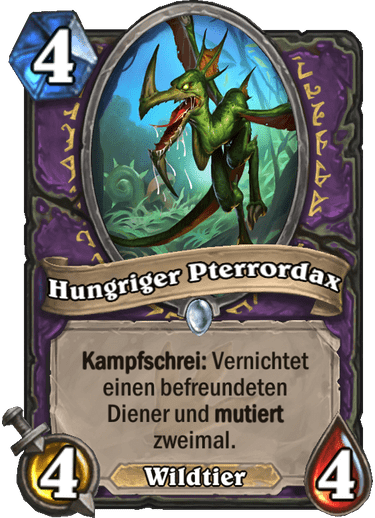 4
Hungriger Pterrordax
Kampfschrei: Vernichtet
einen befreundeten
Diener und mutiert
zweimal.
4
Wildtier
4